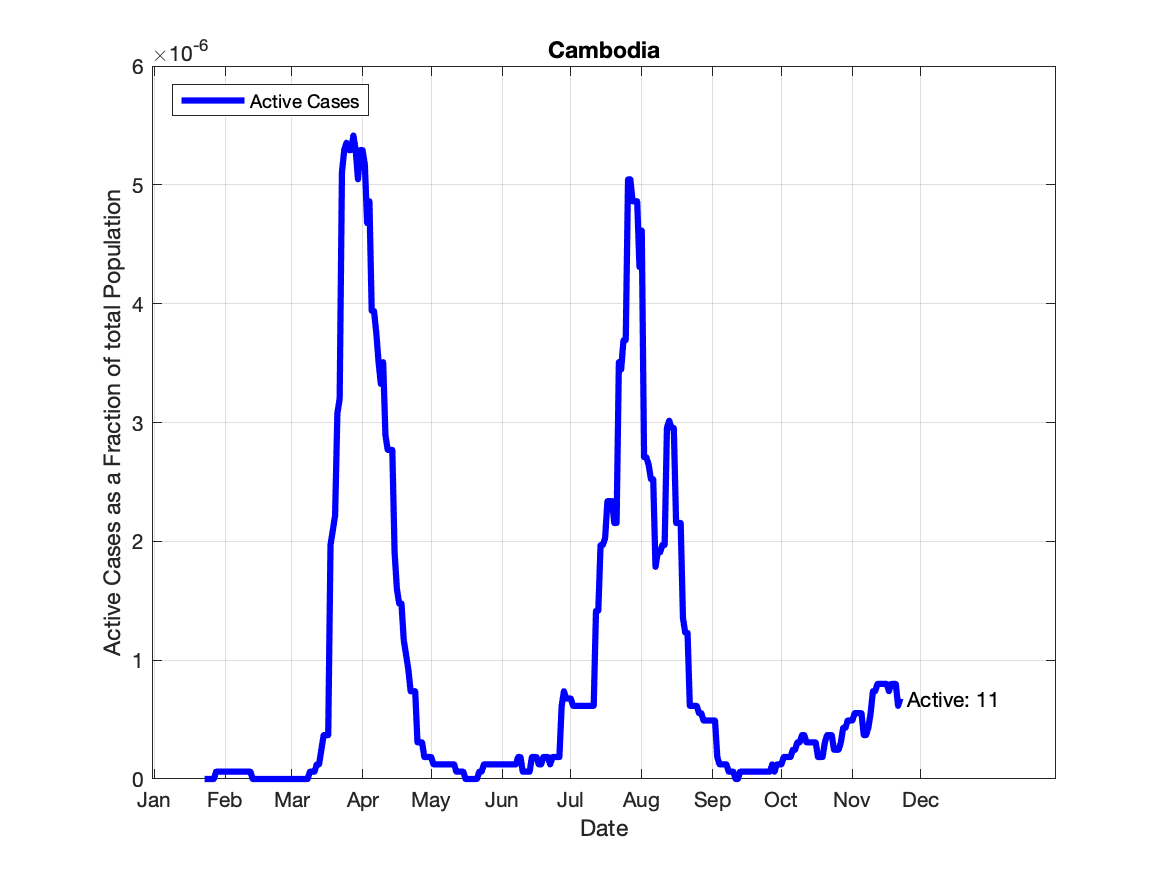 Cambodia
×10-6
Active Cases
6
5
4
3
2
1
0
Active Cases as a Fraction of total Population
Active: 11
Jan Feb Mar Apr May Jun Jul Aug Sep Oct Nov Dec
Date